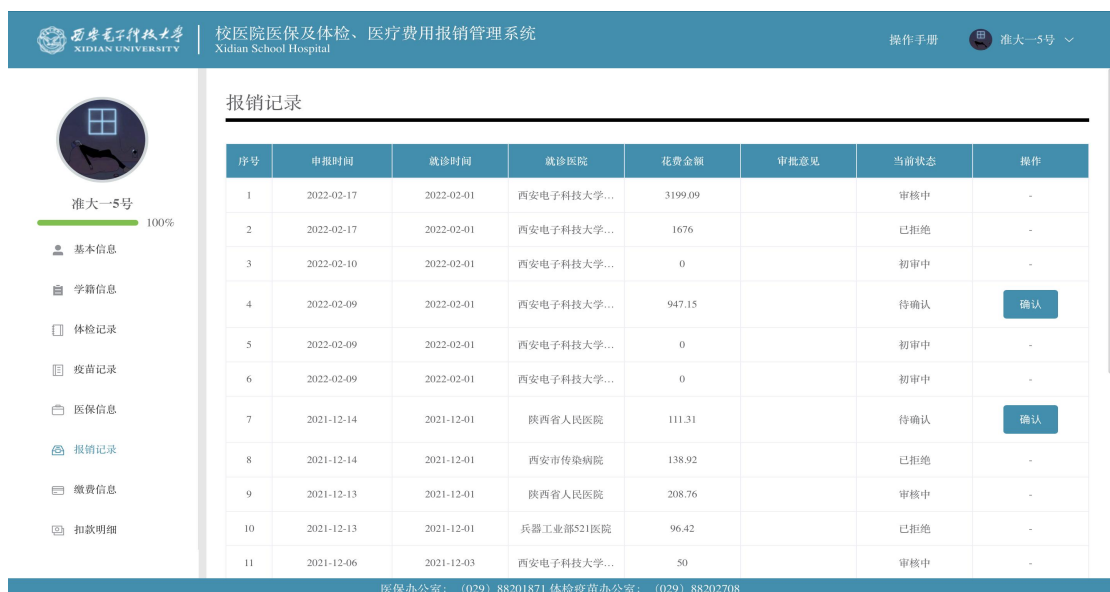 西安电子科技大学
XIDIAN UNIVERSITY
校医院医保及体检、医疗费用报销管理系统
Xidian School Hospital
操作手册
准大一5号
准大一5号
100%
基本信息
学籍信息
体检记录
疫苗记录
医保信息
报销记录
缴费信息
扣款明细
报销记录
序号 申报时间 就诊时间 就诊医院 花费金额 审批意见 当前状态 操作
1 2022-02-17 2022-02-01 西安电子科技大学... 3199.09 审核中 -
2 2022-02-17 2022-02-01 西安电子科技大学... 1676 已拒绝 -
3 2022-02-10 2022-02-01 西安电子科技大学... 0 初审中 -
4 2022-02-09 2022-02-01 西安电子科技大学... 947.15 待确认 确认
5 2022-02-09 2022-02-01 西安电子科技大学... 0 初审中 -
6 2022-02-09 2022-02-01 西安电子科技大学... 0 初审中 -
7 2021-12-14 2021-12-01 陕西省人民医院 111.31 待确认 确认
8 2021-12-14 2021-12-01 西安市传染病院 138.92 已拒绝 -
9 2021-12-13 2021-12-01 陕西省人民医院 208.76 审核中 -
10 2021-12-13 2021-12-01 兵器工业部521医院 96.42 已拒绝 -
11 2021-12-06 2021-12-03 西安电子科技大学... 50 审核中 -
医保办公室：（029）88201871 体检疫苗办公室：（029）88202708